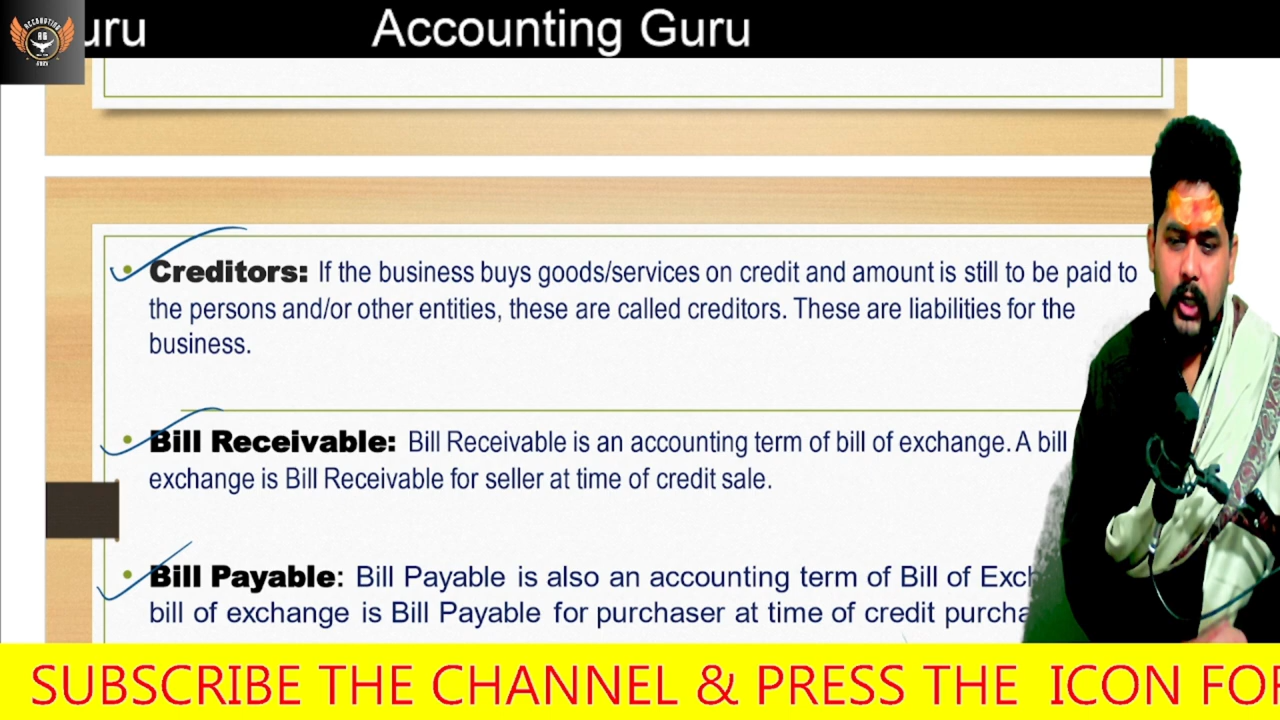 uru Accounting Guru
Creditors: If the business buys goods/services on credit and amount is still to be paid to
the persons and/or other entities, these are called creditors. These are liabilities for the
business.
Bill Receivable: Bill Receivable is an accounting term of bill of exchange. A bill
exchange is Bill Receivable for seller at time of credit sale.
Bill Payable: Bill Payable is also an accounting term of Bill of Exch
bill of exchange is Bill Payable for purchaser at time of credit purcha
SUBSCRIBE THE CHANNEL & PRESS THE ICON FOR